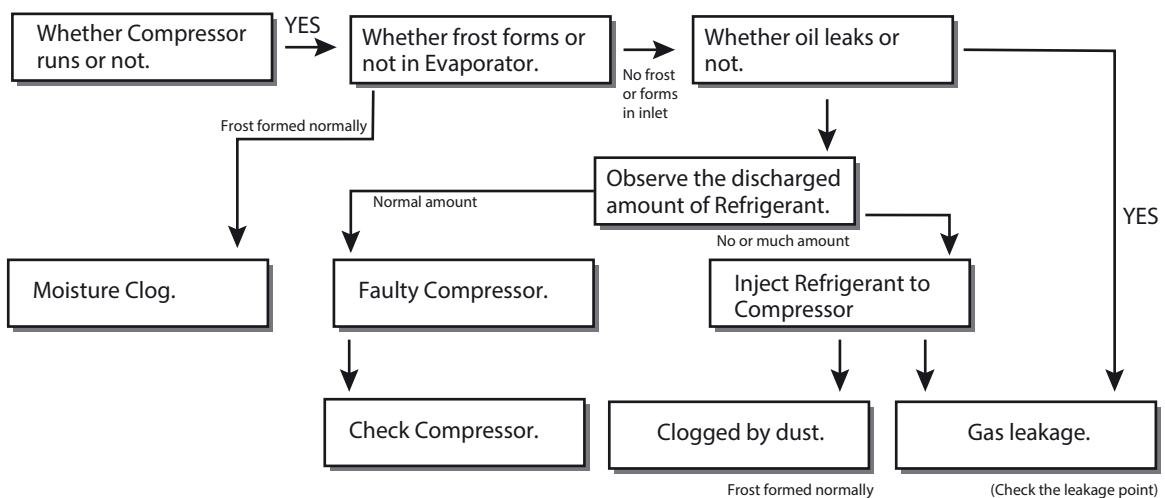 Whether Compressor
runs or not.
YES
Whether frost forms or
not in Evaporator.
No frost
or forms
in inlet
Whether oil leaks or
not.
Frost formed normally
Observe the discharged
amount of Refrigerant.
Normal amount
No or much amount
YES
Moisture Clog.
Faulty Compressor.
Inject Refrigerant to
Compressor
Check Compressor.
Clogged by dust.
Gas leakage.
Frost formed normally
(Check the leakage point)